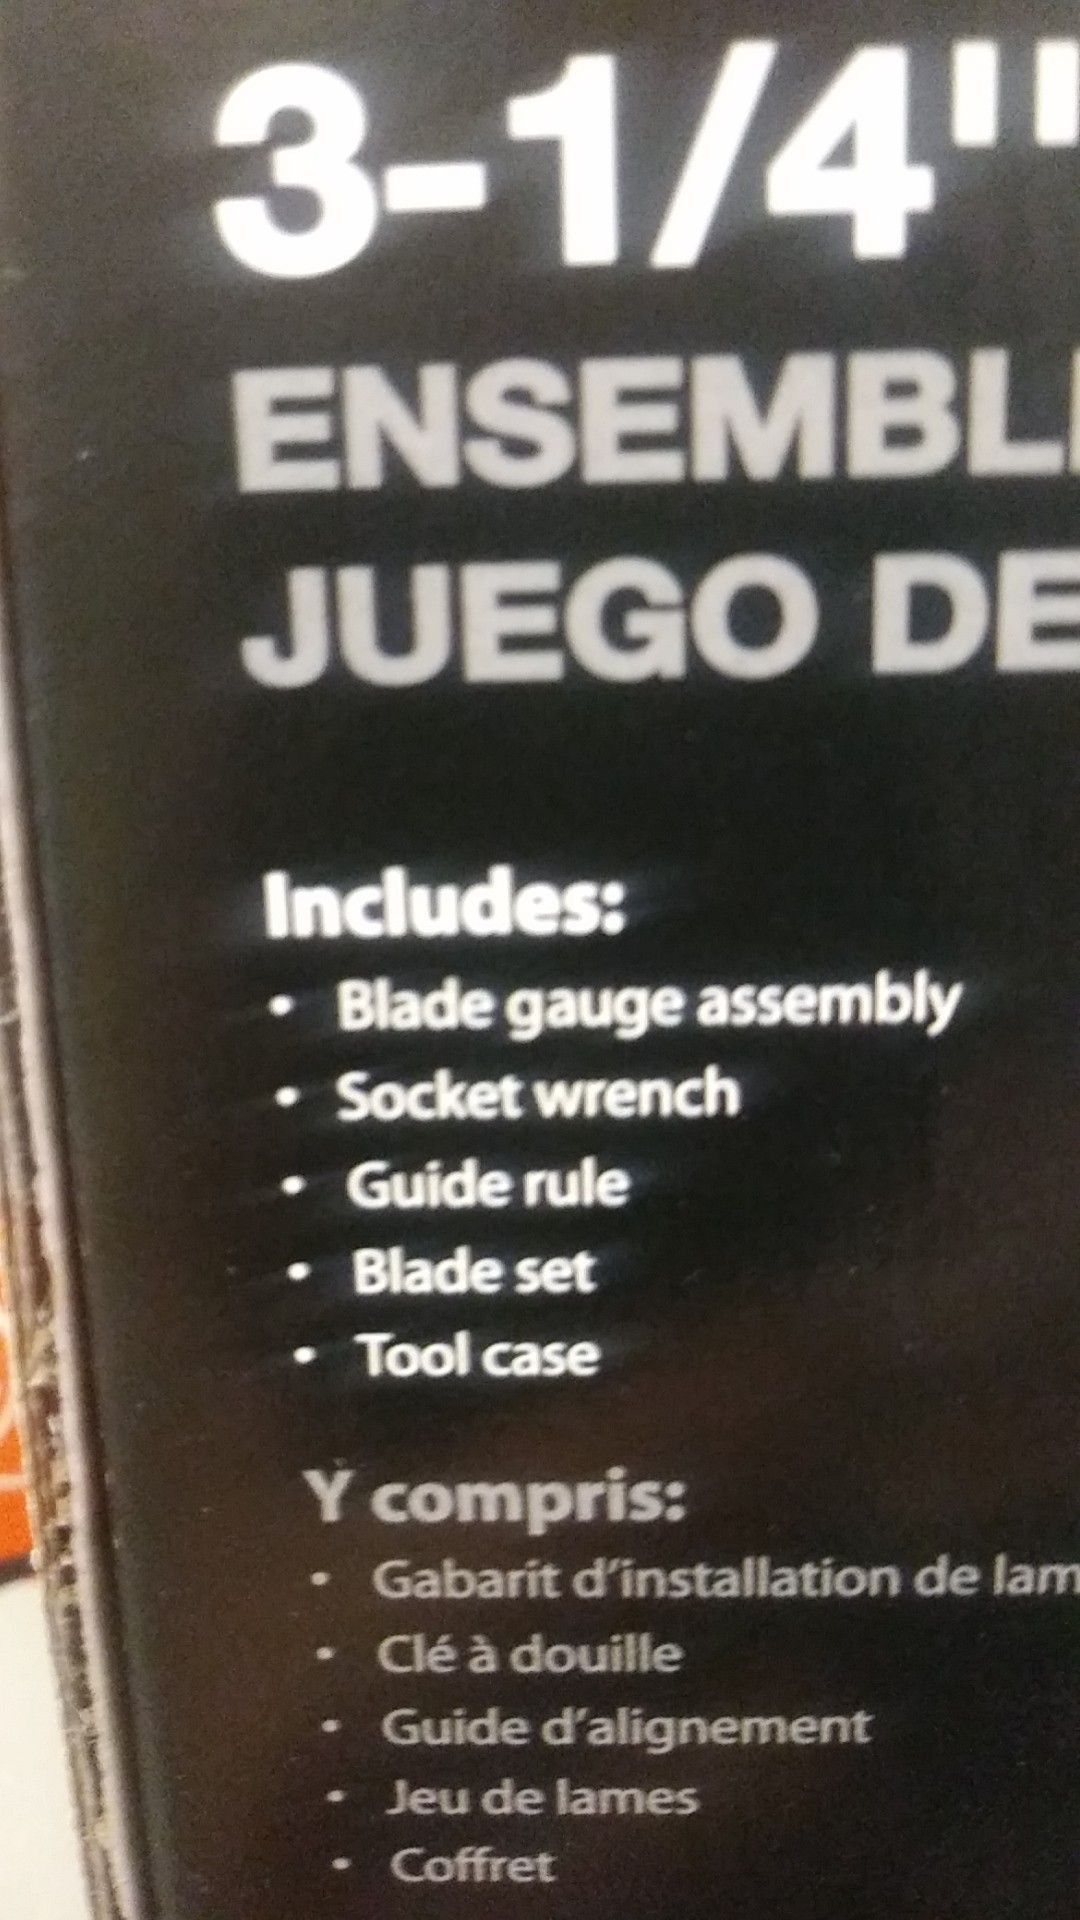 3-1/4"
ENSEMBL
JUEGO DE
Includes:
• Blade gauge assembly
• Socket wrench
• Guide rule
• Blade set
• Tool case
Y compris:
• Gabarit d'installation de lam
• Clé à douille
• Guide d'alignement
• Jeu de lames
• Coffret